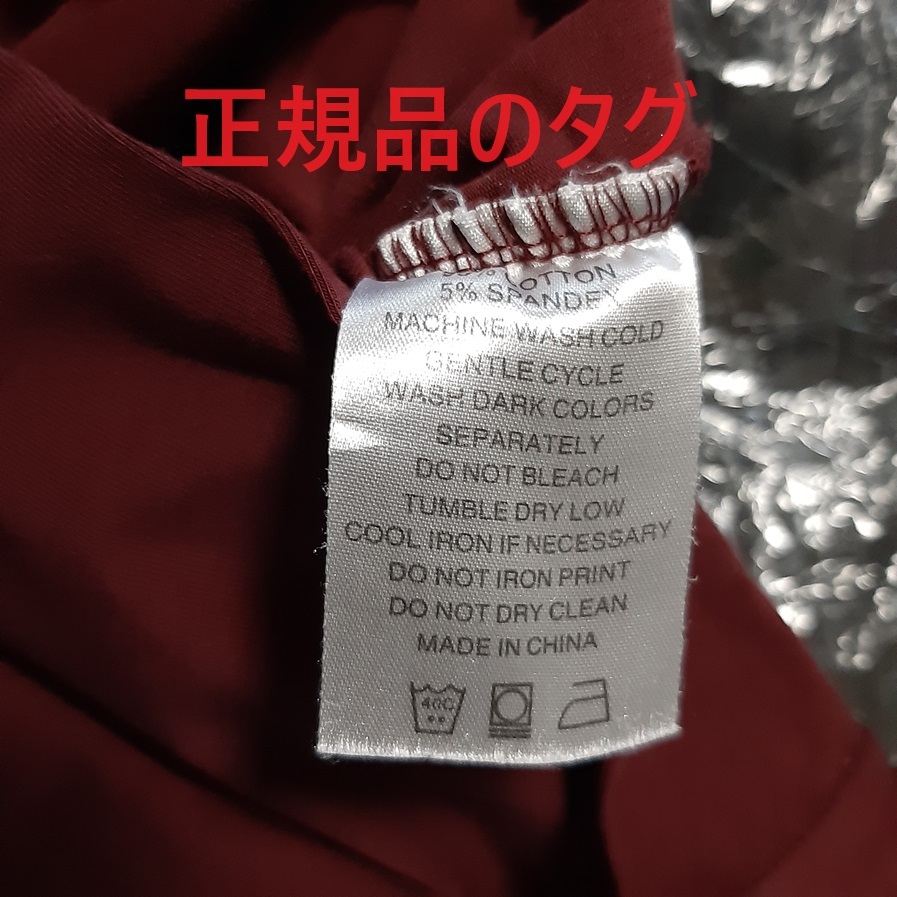 正規品のタグ
COTTON
5% SPANDEX
MACHINE WASH COLD
GENTLE CYCLE
WASH DARK COLORS
SEPARATELY
DO NOT BLEACH
TUMBLE DRY LOW
COOL IRON IF NECESSARY
DO NOT IRON PRINT
DO NOT DRY CLEAN
MADE IN CHINA
40C